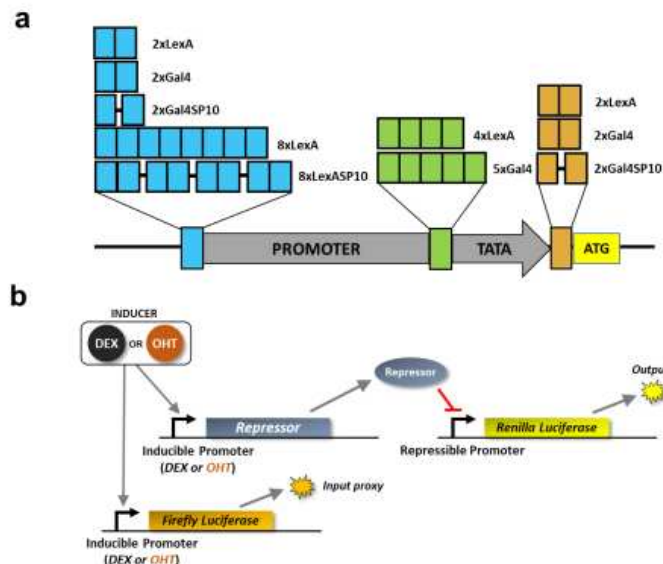 a
2xLexA
2xGal4
2xGal4SP10
8xLexA
8xLexASP10
4xLexA
5xGal4
2xLexA
2xGal4
2xGal4SP10
PROMOTER
TATA
ATG
b
INDUCER
DEX OR OHT
Repressor
Output
Repressor
Renilla Luciferase
Inducible Promoter
(DEX or OHT)
Repressible Promoter
Input proxy
Firefly Luciferase
Inducible Promoter
(DEX or OHT)